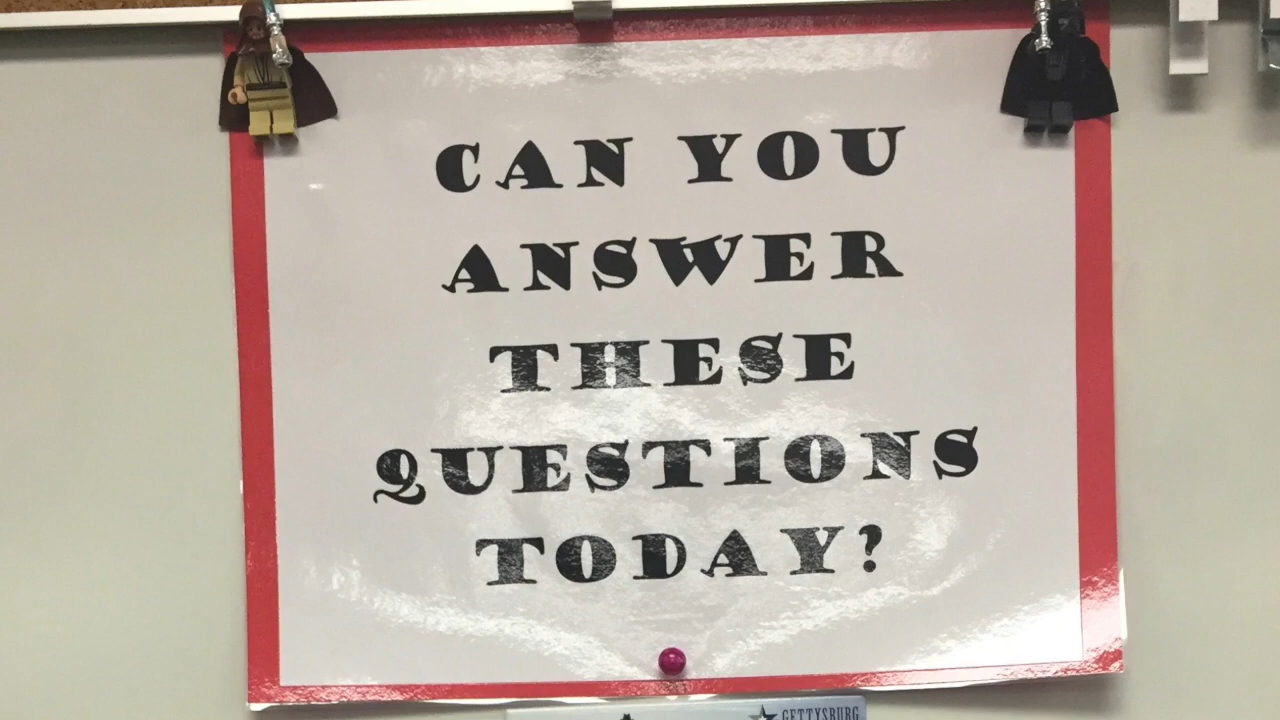 CAN YOU
ANSWER
THESE
QUESTIONS
TODAY?
GETTYSBURG